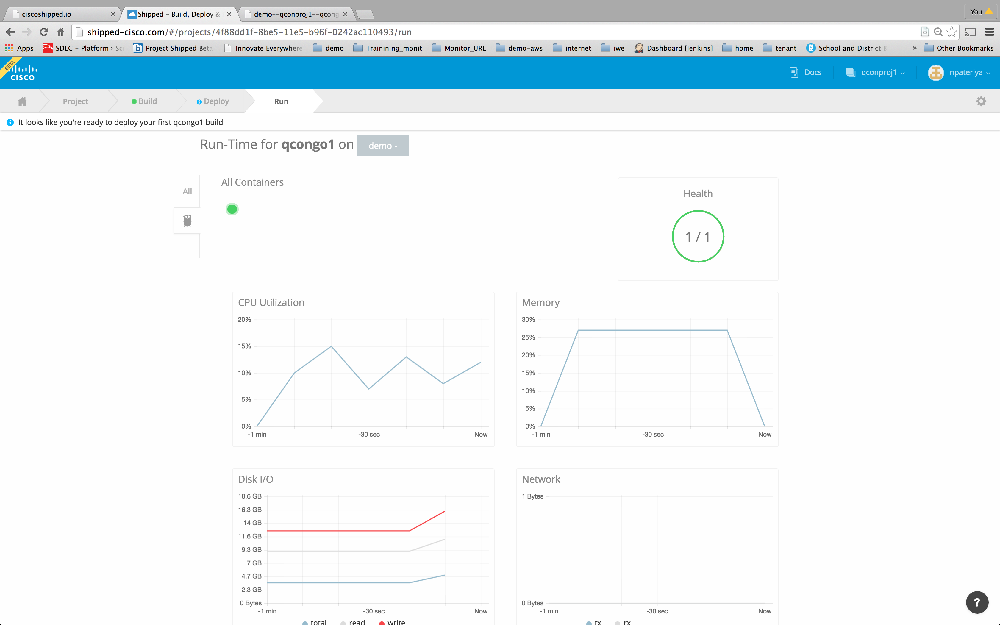 ciscoshipped.io
Shipped – Build, Deploy &
demo--qconproj1--qcong
You
shipped-cisco.com/#/projects/4f88dd1f-8be5-11e5-b96f-0242ac110493/run
Apps SDLC – Platform › Sc Project Shipped Beta Innovate Everywhere demo Trainining_monit Monitor_URL demo-aws internet iwe Dashboard [Jenkins] home tenant School and District B » Other Bookmarks
BETA
CISCO
Docs qconproj1 npateriya
Project Build Deploy Run
It looks like you're ready to deploy your first qcongo1 build
Run-Time for qcongo1 on demo
All
All Containers
Health
1 / 1
CPU Utilization
20%
15%
10%
5%
0%
-1 min -30 sec Now
Memory
30%
25%
20%
15%
10%
5%
0%
-1 min -30 sec Now
Disk I/O
18.6 GB
16.3 GB
14 GB
11.6 GB
9.3 GB
7 GB
4.7 GB
2.3 GB
0 Bytes
-1 min -30 sec Now
total read write
Network
1 Bytes
0 Bytes
-1 min -30 sec Now
tx rx
?